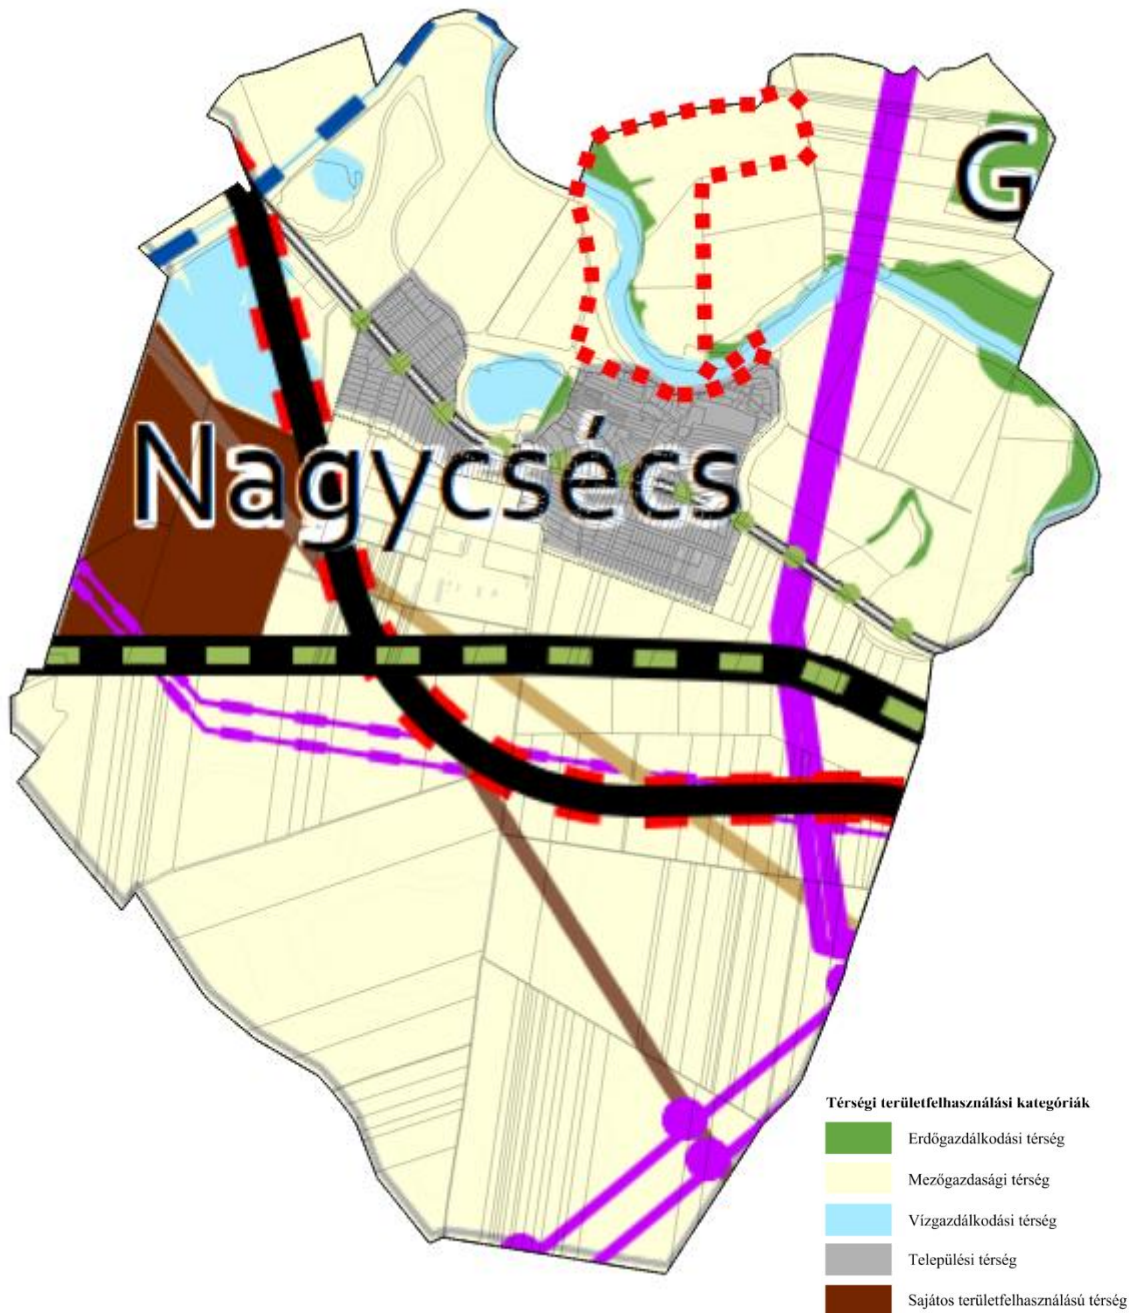 G
Nagycsécs
Térségi területfelhasználási kategóriák
Erdőgazdálkodási térség
Mezőgazdasági térség
Vízgazdálkodási térség
Települési térség
Sajátos területfelhasználású térség